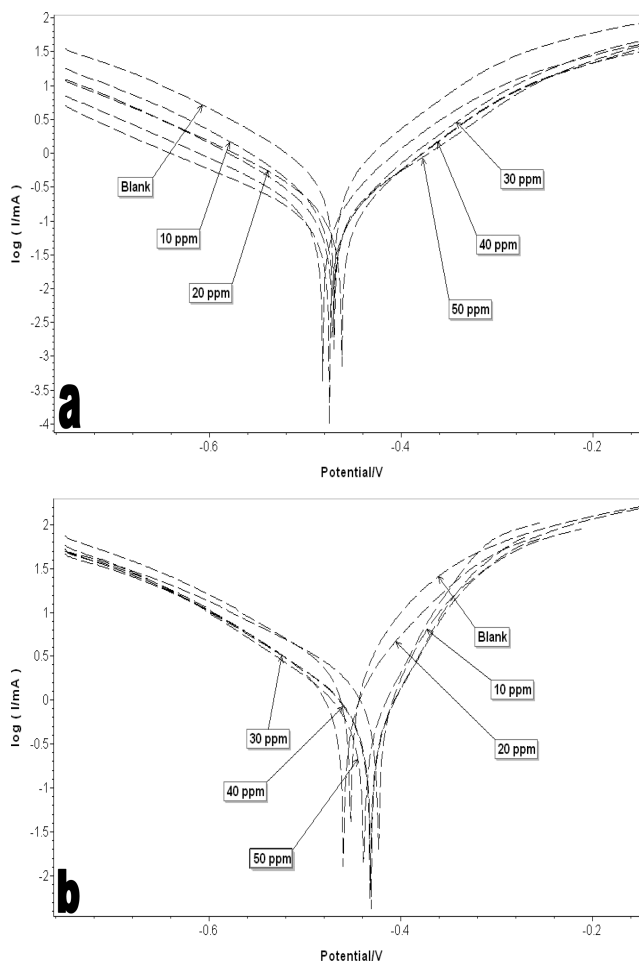 2
1.5
1
0.5
0
-0.5
-1
-1.5
-2
-2.5
-3
-3.5
-4
log ( I/mA)
Blank
10 ppm
20 ppm
30 ppm
40 ppm
50 ppm
a
-0.6
-0.4
-0.2
Potential/V
2
1.5
1
0.5
0
-0.5
-1
-1.5
-2
log ( I/mA)
Blank
10 ppm
20 ppm
30 ppm
40 ppm
50 ppm
b
-0.6
-0.4
-0.2
Potential/V